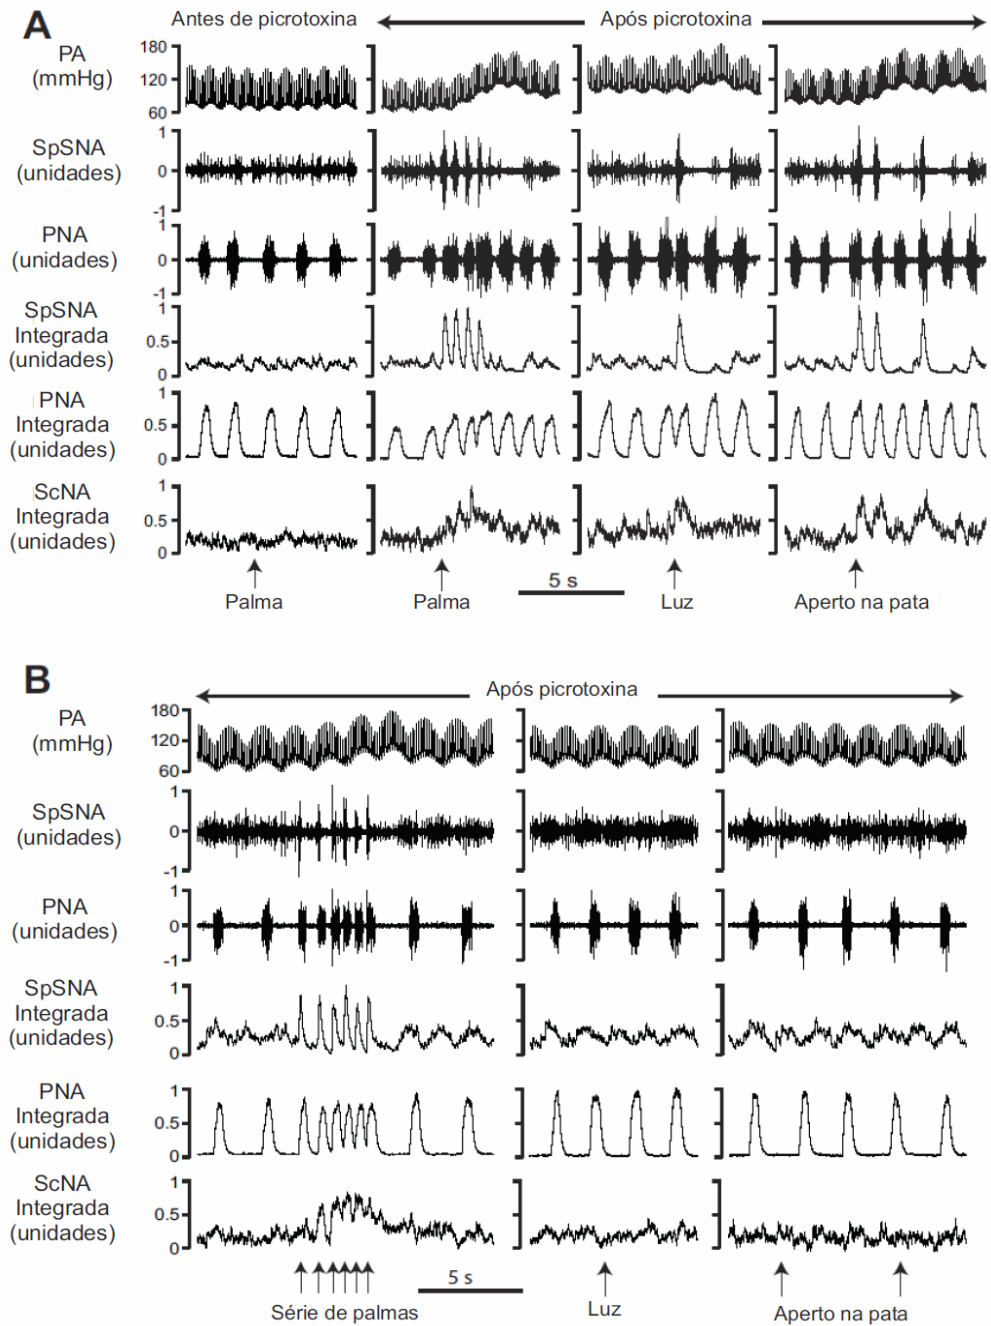 A
Antes de picrotoxina
Após picrotoxina
PA
(mmHg)
180
120
60
SpSNA
(unidades)
1
0
-1
PNA
(unidades)
1
0
-1
SpSNA
Integrada
(unidades)
1
0.5
0
PNA
Integrada
(unidades)
1
0.5
0
ScNA
Integrada
(unidades)
1
0.5
0
5 s
Palma
Palma
Luz
Aperto na pata
B
Após picrotoxina
PA
(mmHg)
180
120
60
SpSNA
(unidades)
1
0
-1
PNA
(unidades)
1
0
-1
SpSNA
Integrada
(unidades)
1
0.5
0
PNA
Integrada
(unidades)
1
0.5
0
ScNA
Integrada
(unidades)
1
0.5
0
5 s
Série de palmas
Luz
Aperto na pata